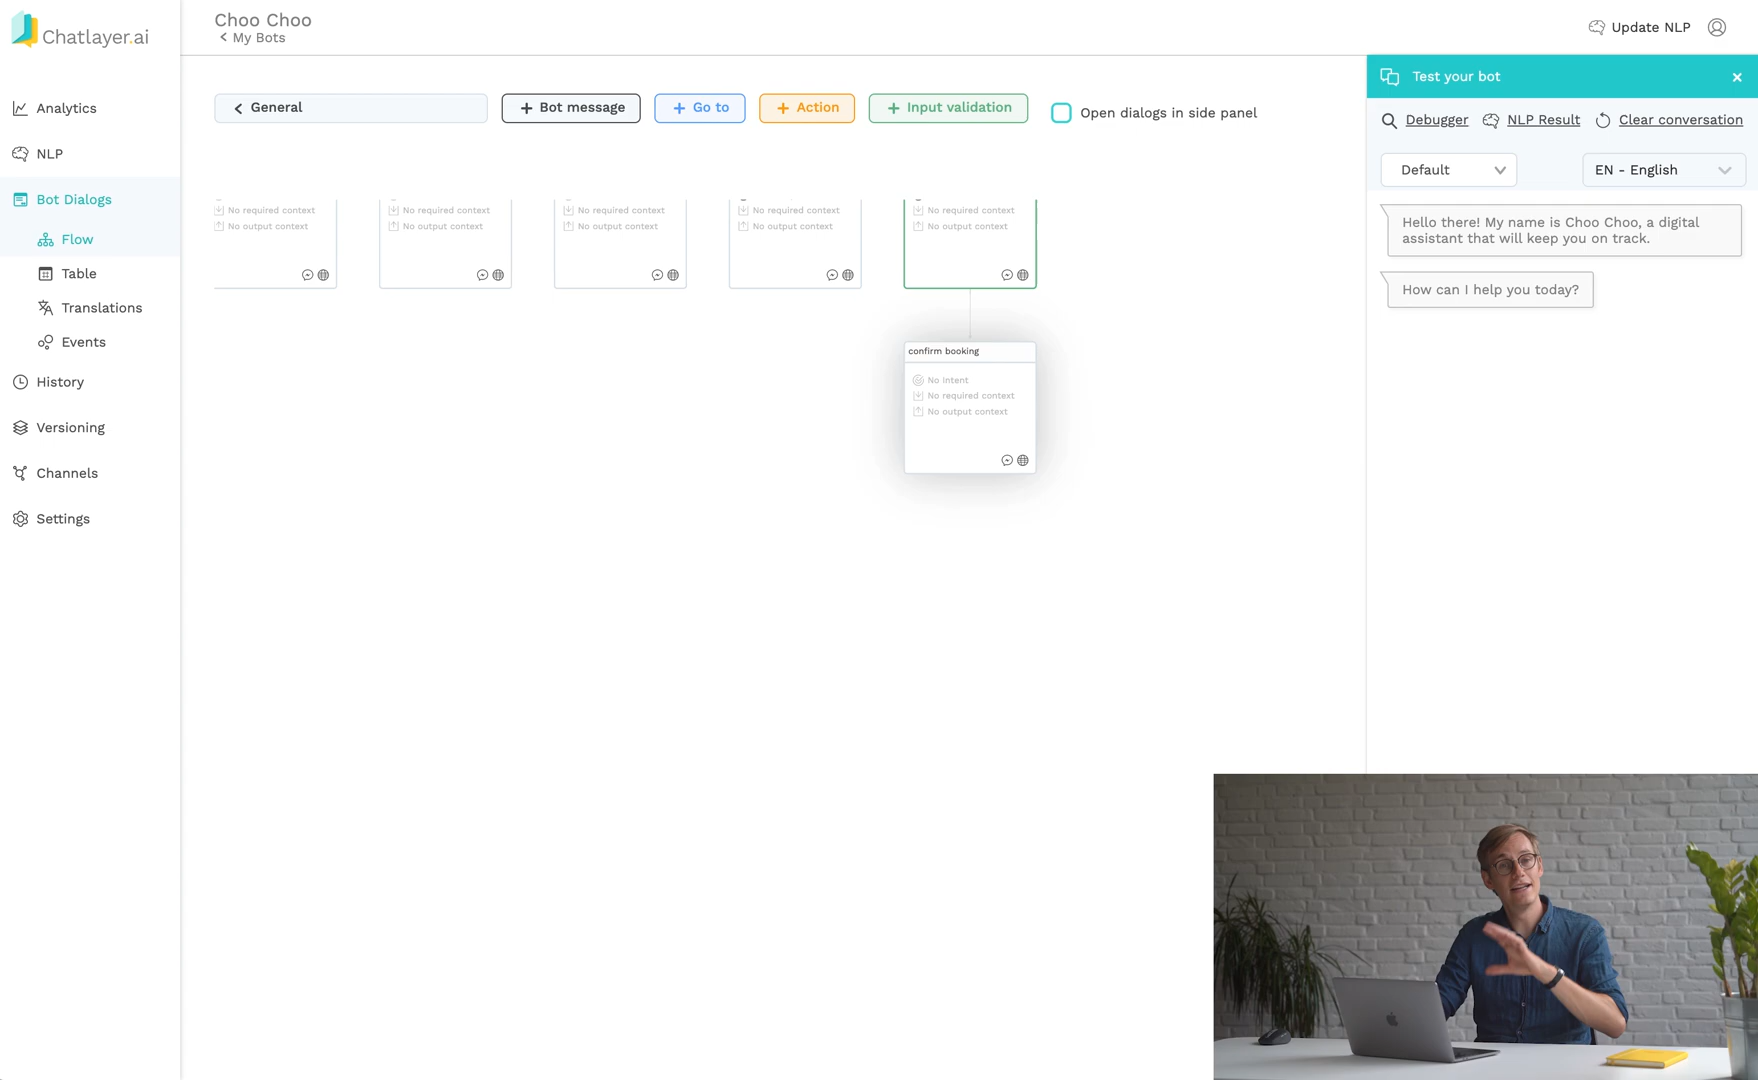 Chatlayer.ai
Choo Choo
< My Bots
Update NLP
Analytics
NLP
Bot Dialogs
Flow
Table
Translations
Events
History
Versioning
Channels
Settings
General
+ Bot message
+ Go to
+ Action
+ Input validation
Open dialogs in side panel
No required context
No output context
No required context
No output context
No required context
No output context
No required context
No output context
No required context
No output context
confirm booking
No intent
No required context
No output context
Test your bot
Debugger
NLP Result
Clear conversation
Default
EN - English
Hello there! My name is Choo Choo, a digital
assistant that will keep you on track.
How can I help you today?